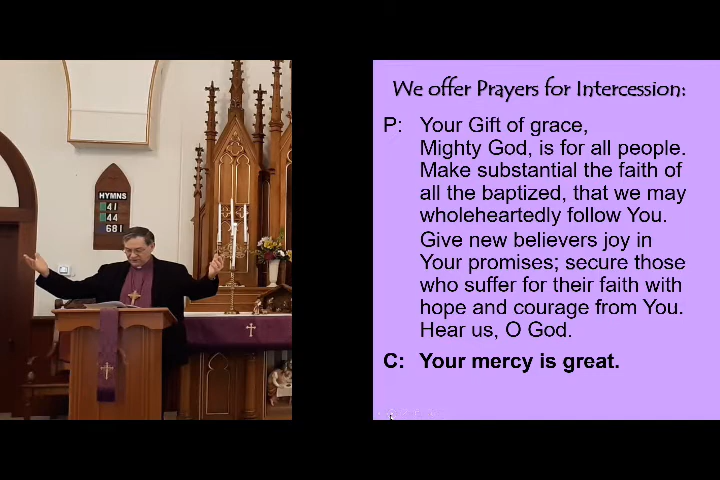 HYMNS
41
44
681
We offer Prayers for Intercession:
P: Your Gift of grace,
Mighty God, is for all people.
Make substantial the faith of
all the baptized, that we may
wholeheartedly follow You.
Give new believers joy in
Your promises; secure those
who suffer for their faith with
hope and courage from You.
Hear us, O God.
C: Your mercy is great.